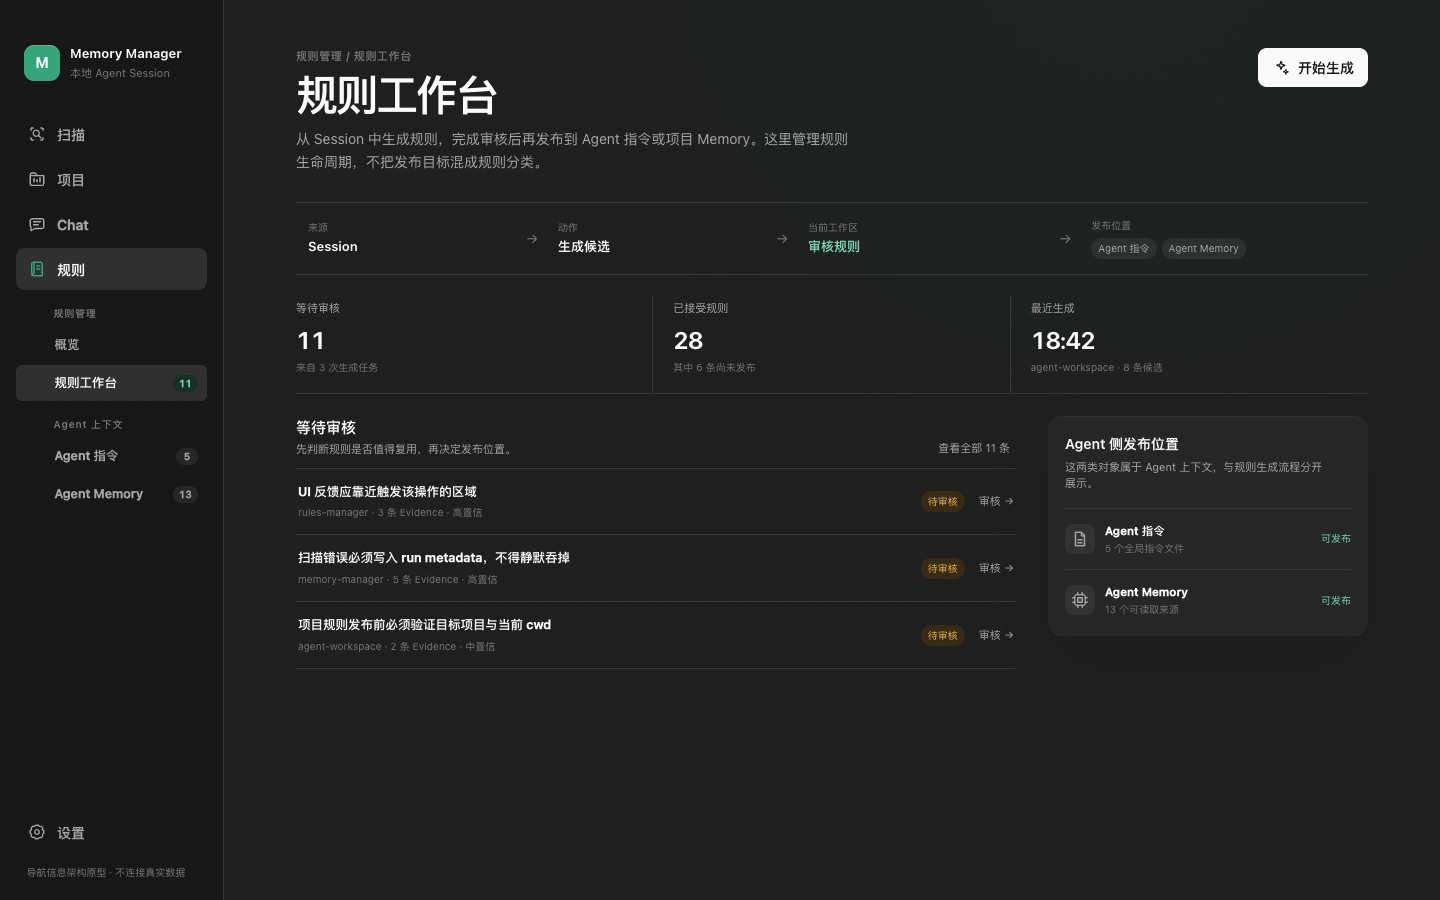 M
Memory Manager
本地 Agent Session
扫描
项目
Chat
规则
规则管理
概览
规则工作台 11
Agent 上下文
Agent 指令 5
Agent Memory 13
设置
导航信息架构原型 · 不连接真实数据
规则管理 / 规则工作台
规则工作台
从 Session 中生成规则，完成审核后再发布到 Agent 指令或项目 Memory。这里管理规则
生命周期，不把发布目标混成规则分类。
开始生成
来源
Session
→
动作
生成候选
→
当前工作区
审核规则
→
发布位置
Agent 指令 Agent Memory
等待审核
11
来自 3 次生成任务
已接受规则
28
其中 6 条尚未发布
最近生成
18:42
agent-workspace · 8 条候选
等待审核
先判断规则是否值得复用，再决定发布位置。
查看全部 11 条
UI 反馈应靠近触发该操作的区域
rules-manager · 3 条 Evidence · 高置信
待审核 审核 →
扫描错误必须写入 run metadata，不得静默吞掉
memory-manager · 5 条 Evidence · 高置信
待审核 审核 →
项目规则发布前必须验证目标项目与当前 cwd
agent-workspace · 2 条 Evidence · 中置信
待审核 审核 →
Agent 侧发布位置
这两类对象属于 Agent 上下文，与规则生成流程分开
展示。
Agent 指令
5 个全局指令文件
可发布
Agent Memory
13 个可读取来源
可发布